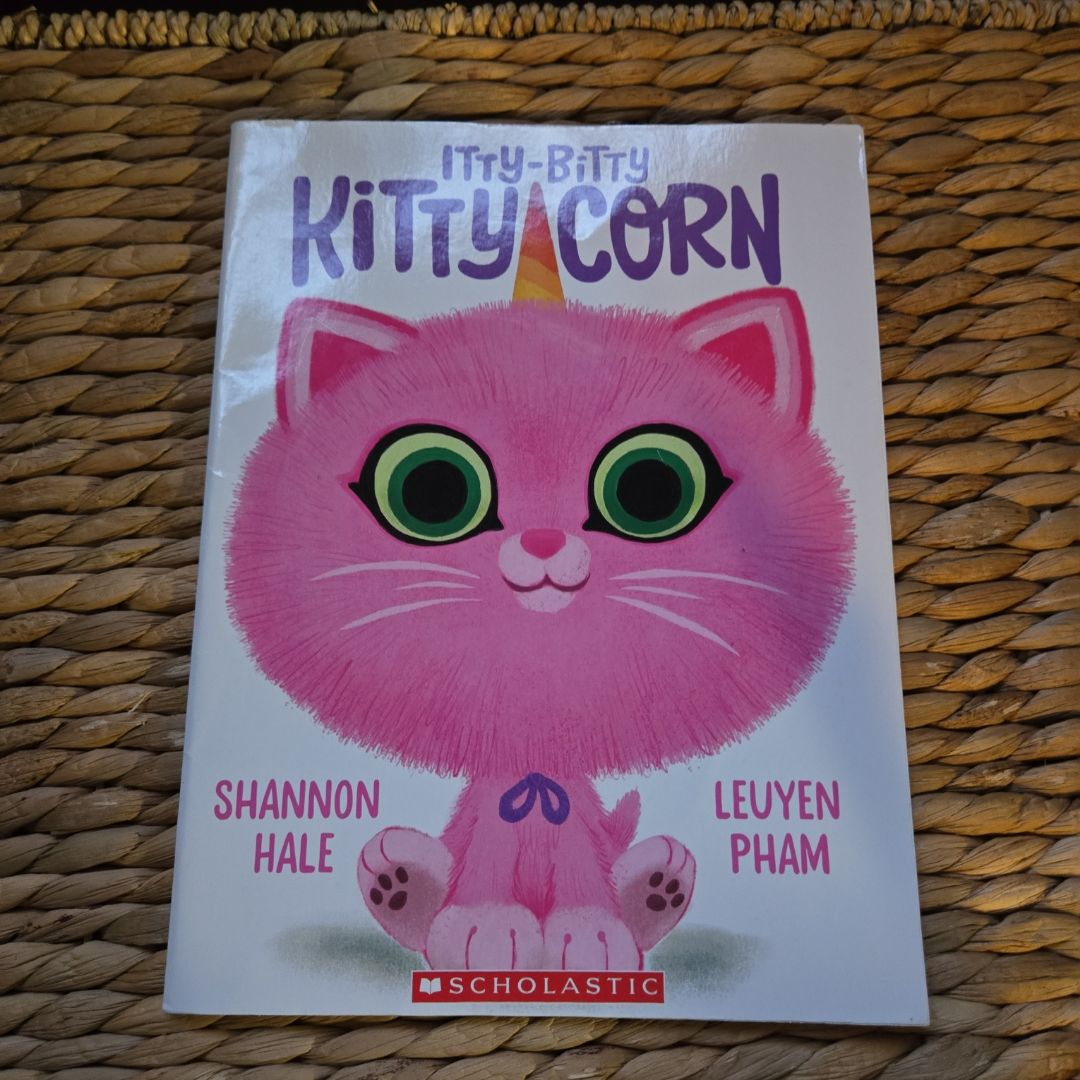 ITTY-BITTY
KITTY CORN
SHANNON
HALE
LEUYEN
PHAM
SCHOLASTIC